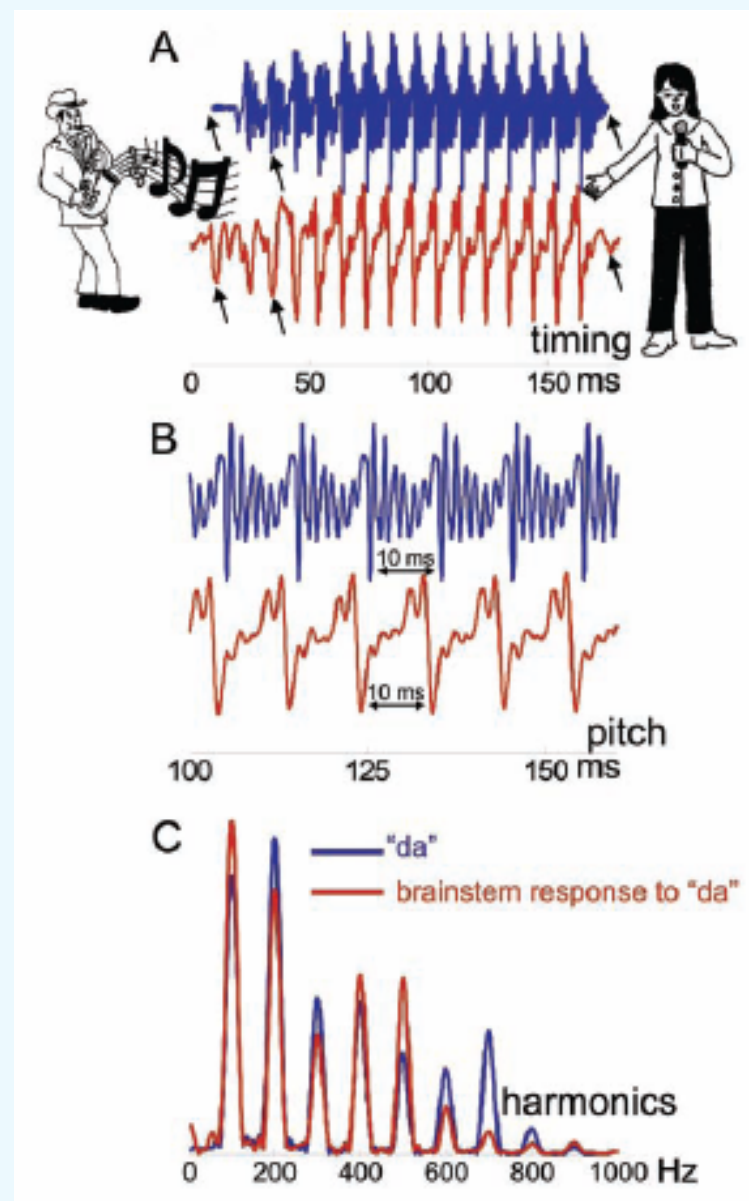 A
timing
0 50 100 150 ms
B
10 ms
10 ms
pitch
100 125 150 ms
C
"da"
brainstem response to "da"
harmonics
0 200 400 600 800 1000 Hz